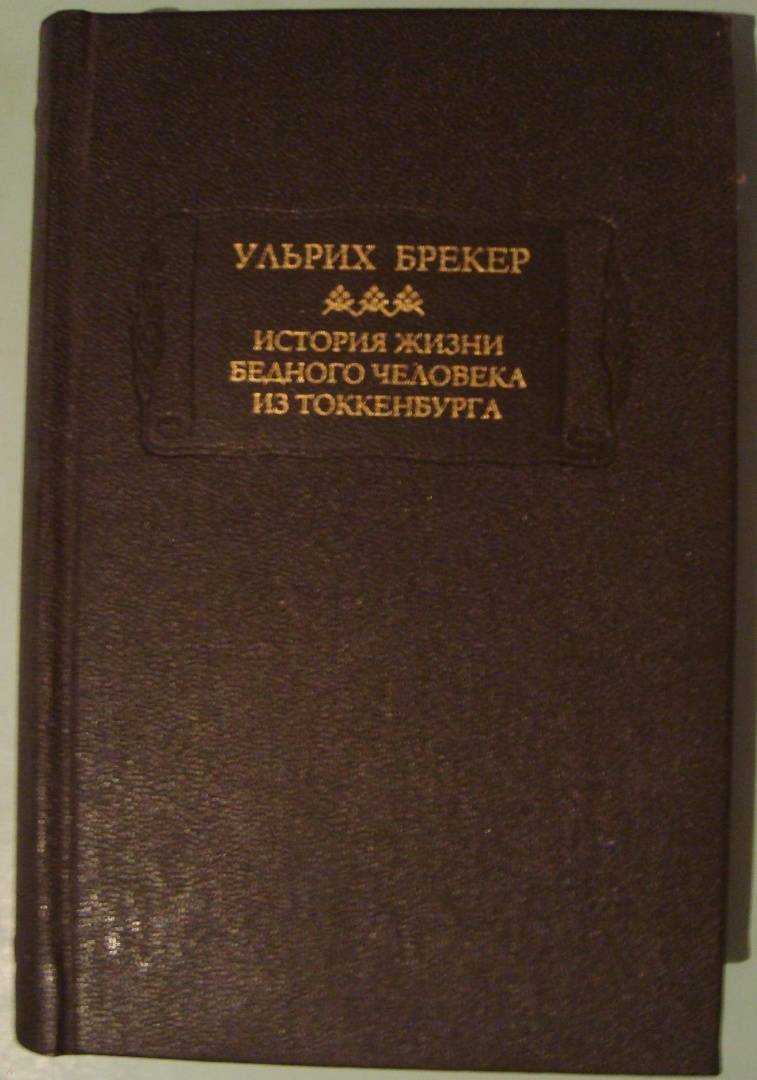 УЛЬРИХ БРЕКЕР
ИСТОРИЯ ЖИЗНИ
БЕДНОГО ЧЕЛОВЕКА
ИЗ ТОККЕНБУРГА